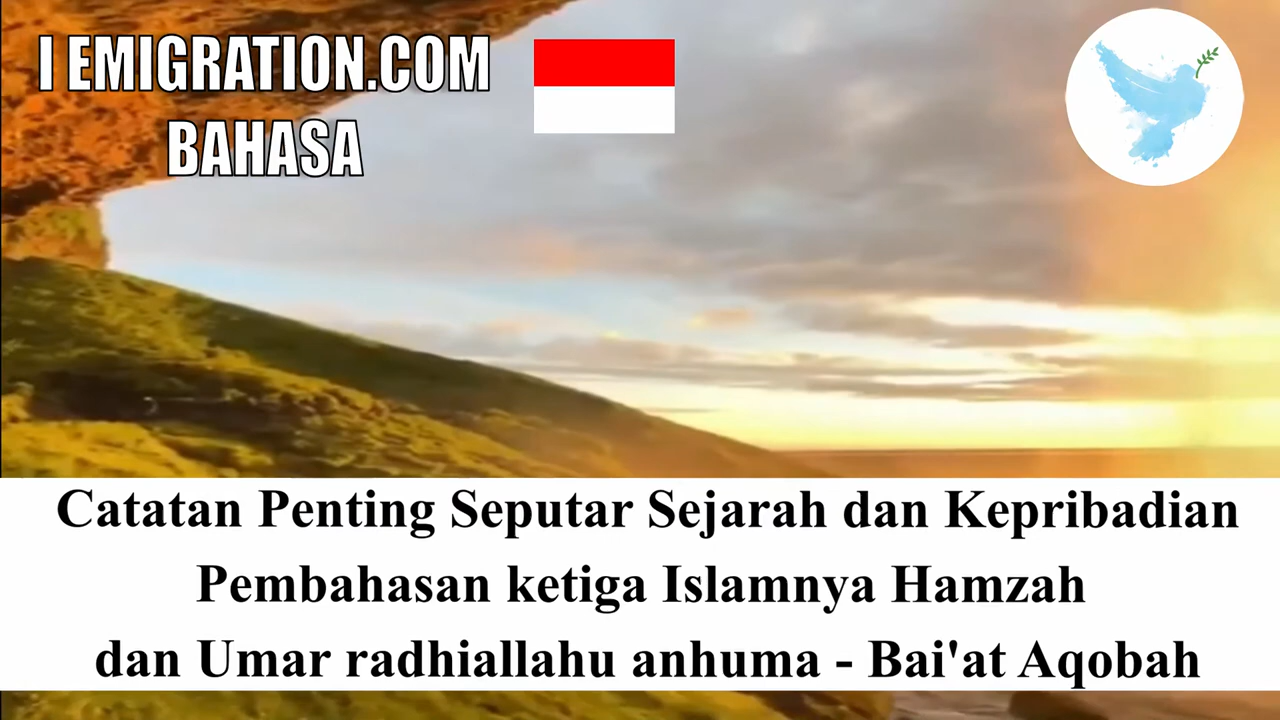 I EMIGRATION.COM
BAHASA
Catatan Penting Seputar Sejarah dan Kepribadian
Pembahasan ketiga Islamnya Hamzah
dan Umar radhiallahu anhuma - Bai'at Aqobah